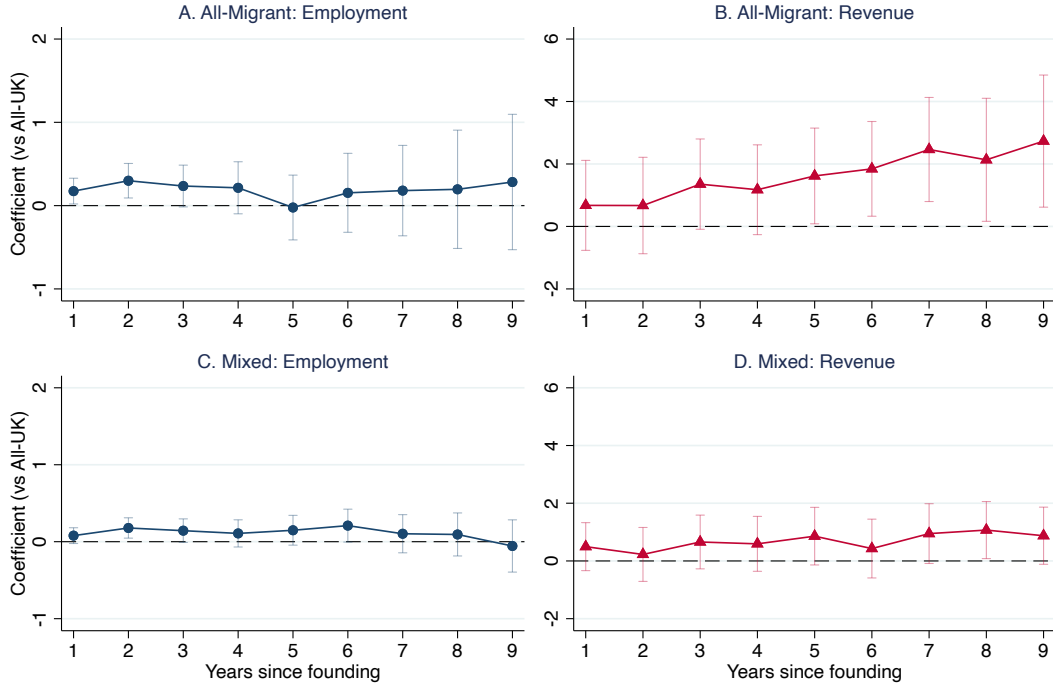 A. All-Migrant: Employment
Coefficient (vs All-UK)
2
1
0
-1
1 2 3 4 5 6 7 8 9
B. All-Migrant: Revenue
6
4
2
0
-2
1 2 3 4 5 6 7 8 9
C. Mixed: Employment
Coefficient (vs All-UK)
2
1
0
-1
1 2 3 4 5 6 7 8 9
Years since founding
D. Mixed: Revenue
6
4
2
0
-2
1 2 3 4 5 6 7 8 9
Years since founding